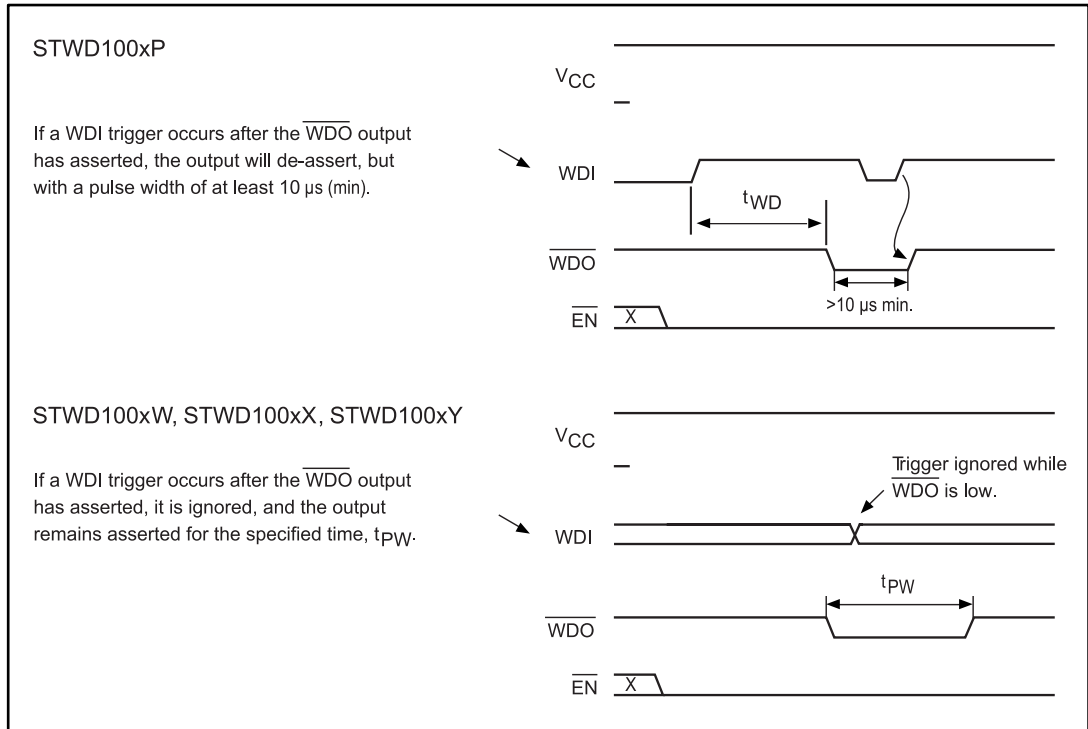 STWD100xP
If a WDI trigger occurs after the WDO output
has asserted, the output will de-assert, but
with a pulse width of at least 10 µs (min).
VCC
WDI
tWD
WDO
>10 µs min.
EN
X
STWD100xW, STWD100xX, STWD100xY
If a WDI trigger occurs after the WDO output
has asserted, it is ignored, and the output
remains asserted for the specified time, tPW.
VCC
Trigger ignored while
WDO is low.
WDI
tPW
WDO
EN
X